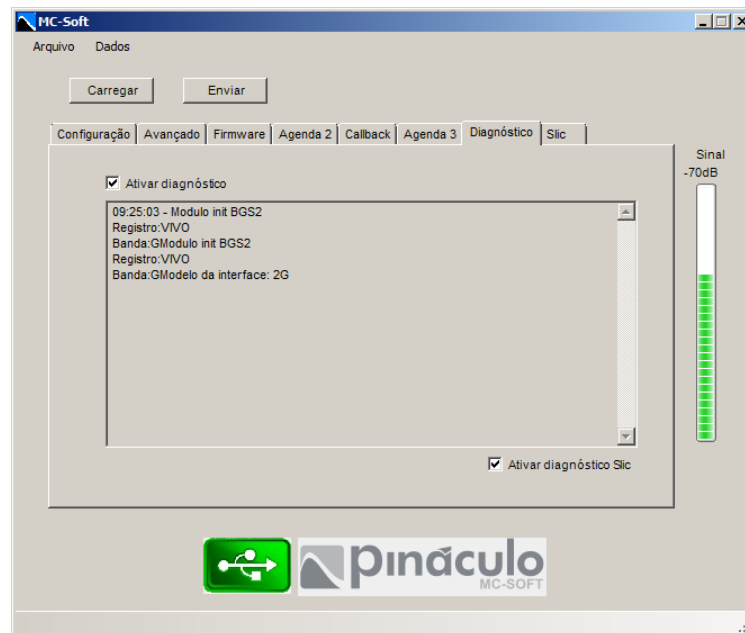 MC-Soft
Arquivo Dados
Carregar Enviar
Configuração Avançado Firmware Agenda 2 Callback Agenda 3 Diagnóstico Slic
Sinal
-70dB
Ativar diagnóstico
09:25:03 - Modulo init BGS2
Registro:VIVO
Banda:GModulo init BGS2
Registro:VIVO
Banda:GModelo da interface: 2G
Ativar diagnóstico Slic
pináculo
MC-SOFT